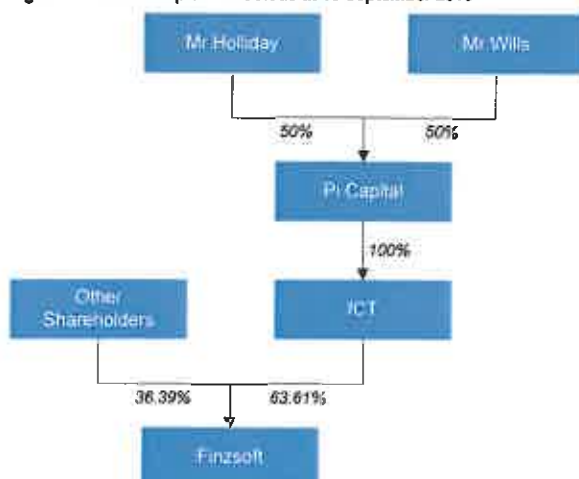 Mr Holliday
Mr Wills
50%
50%
Pi Capital
100%
Other
Shareholders
ICT
36.39%
63.61%
Finzsoft